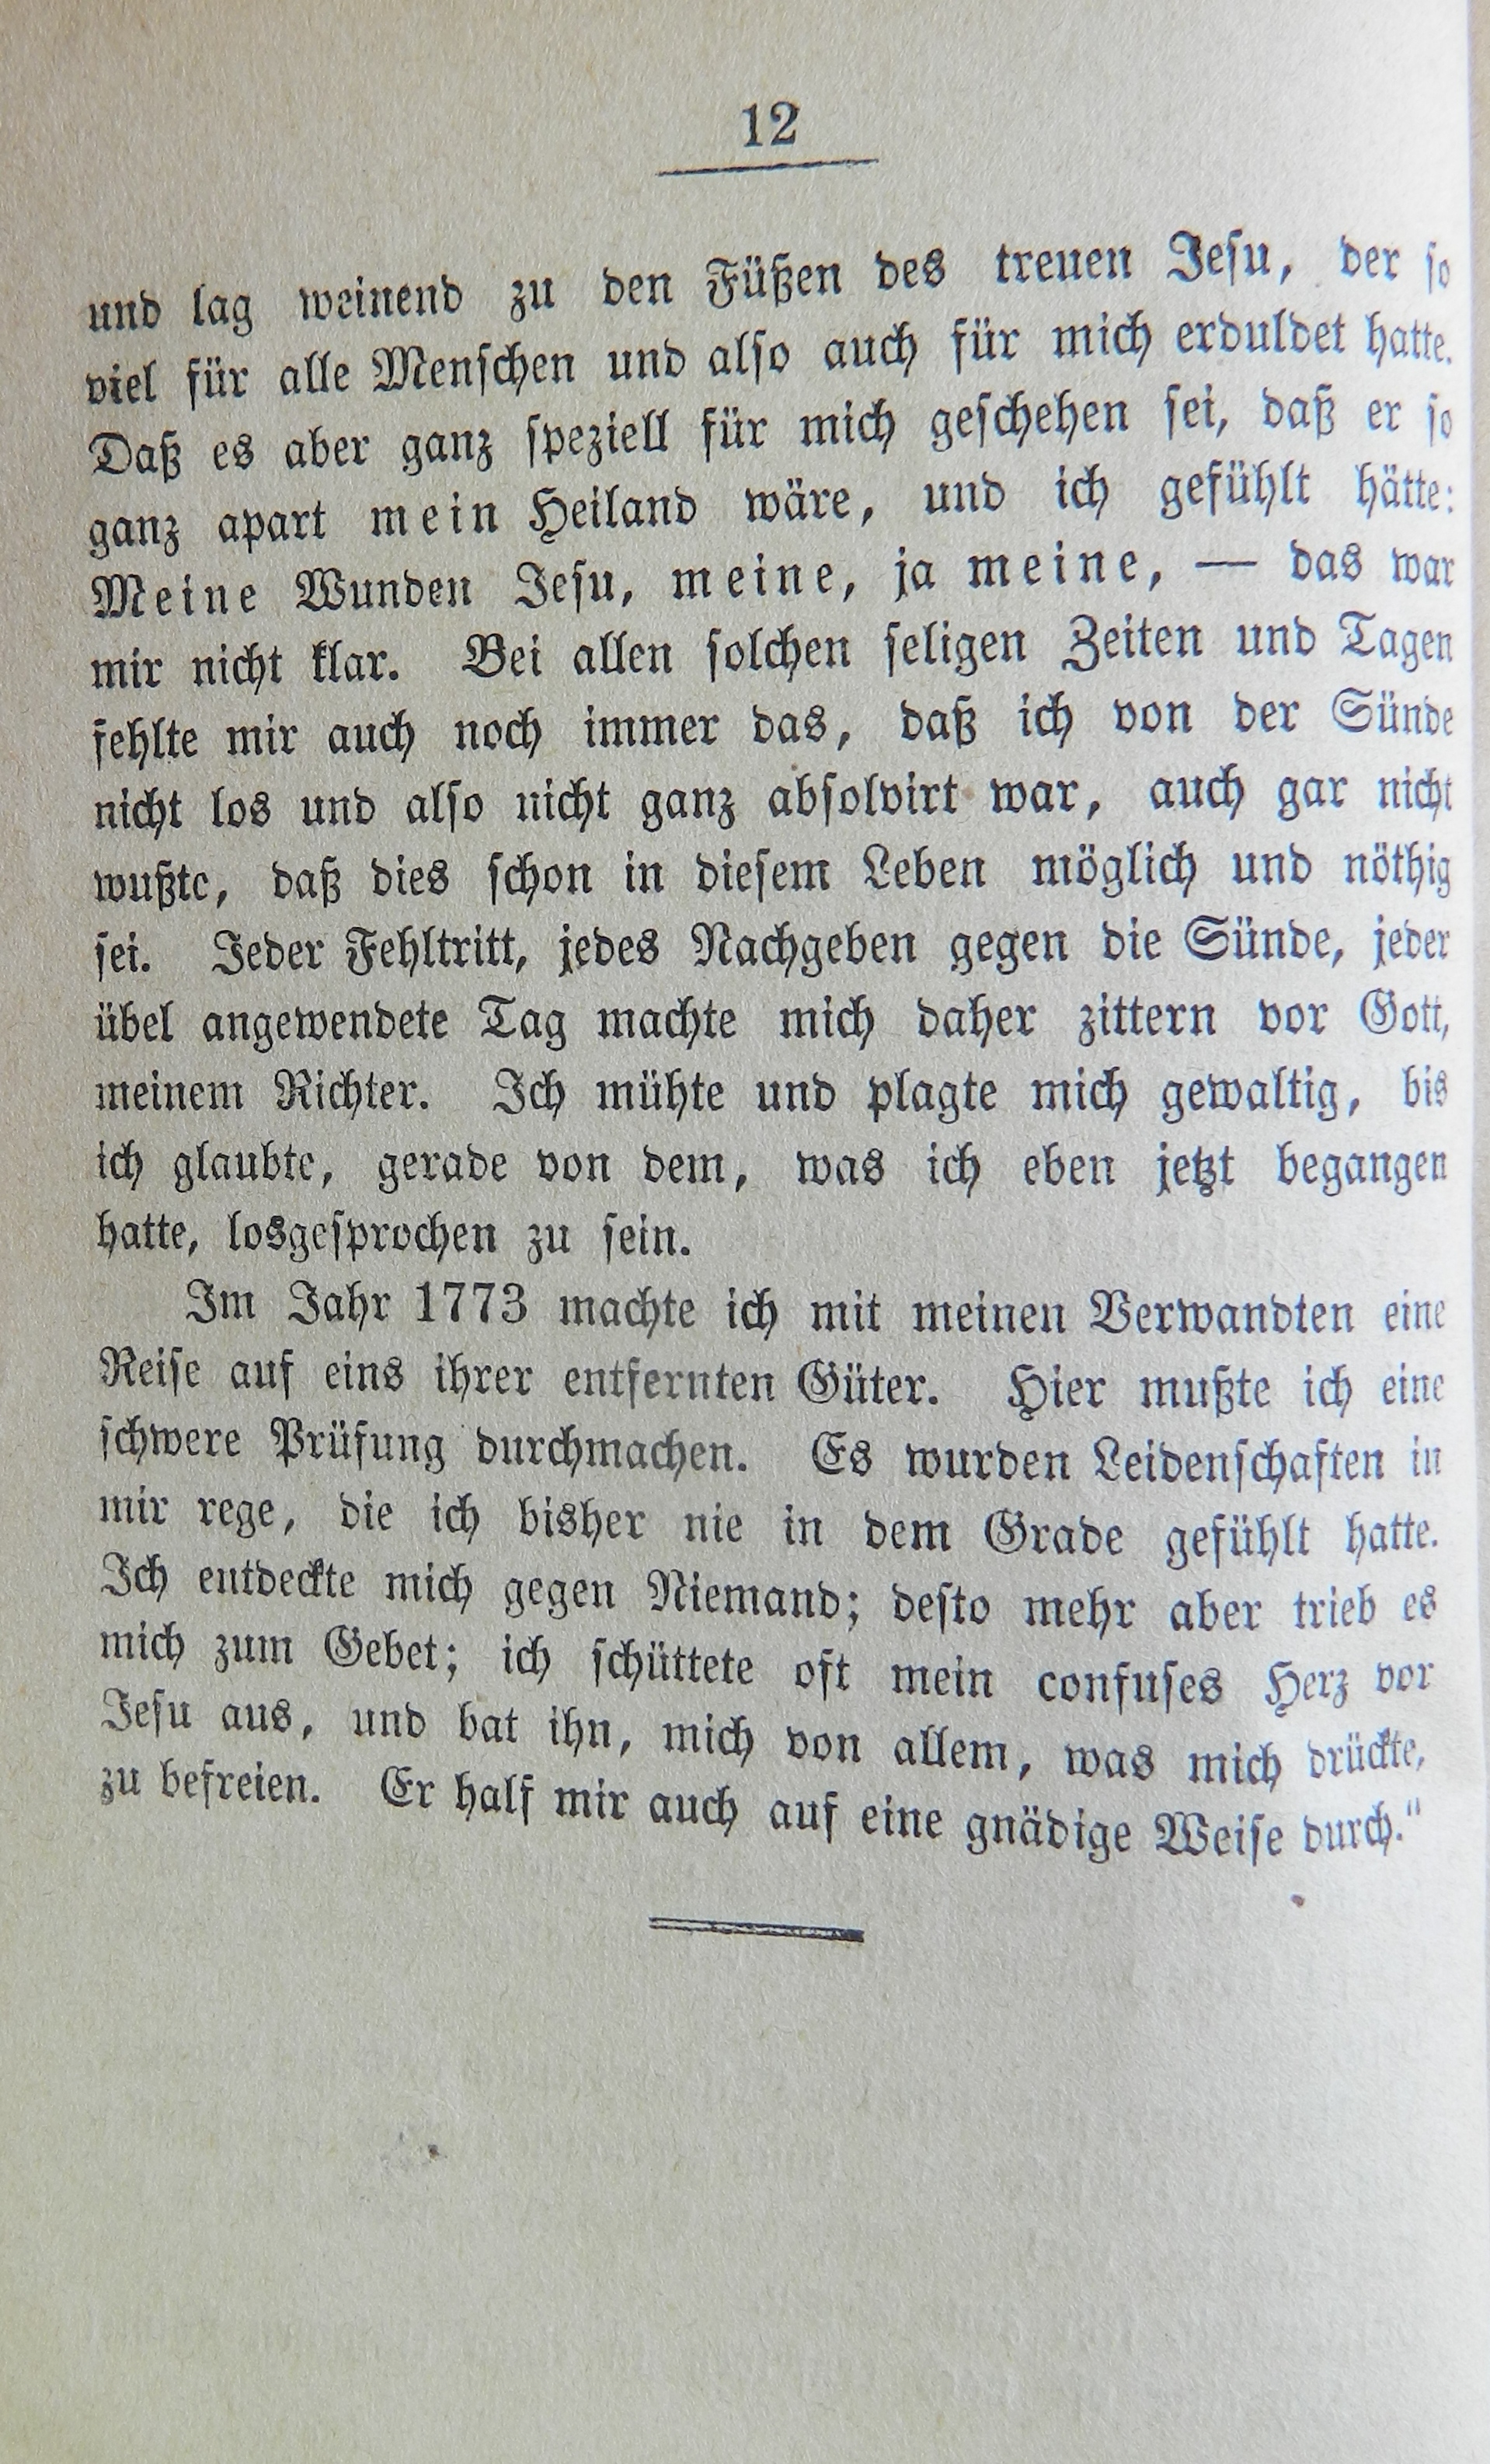 12
und lag weinend zu den Füßen des treuen Jesu, der so
viel für alle Menschen und also auch für mich erduldet hatte.
Daß es aber ganz speziell für mich geschehen sei, daß er so
ganz apart mein Heiland wäre, und ich gefühlt hätte:
Meine Wunden Jesu, meine, ja meine, — das war
mir nicht klar. Bei allen solchen seligen Zeiten und Tagen
fehlte mir auch noch immer das, daß ich von der Sünde
nicht los und also nicht ganz absolvirt war, auch gar nicht
wußte, daß dies schon in diesem Leben möglich und nöthig
sei. Jeder Fehltritt, jedes Nachgeben gegen die Sünde, jeder
übel angewendete Tag machte mich daher zittern vor Gott,
meinem Richter. Ich mühte und plagte mich gewaltig, bis
ich glaubte, gerade von dem, was ich eben jetzt begangen
hatte, losgesprochen zu sein.
Im Jahr 1773 machte ich mit meinen Verwandten eine
Reise auf eins ihrer entfernten Güter. Hier mußte ich eine
schwere Prüfung durchmachen. Es wurden Leidenschaften in
mir rege, die ich bisher nie in dem Grade gefühlt hatte.
Ich entdeckte mich gegen Niemand; desto mehr aber trieb es
mich zum Gebet; ich schüttete oft mein confuses Herz vor
Jesu aus, und bat ihn, mich von allem, was mich drückte,
zu befreien. Er half mir auch auf eine gnädige Weise durch."